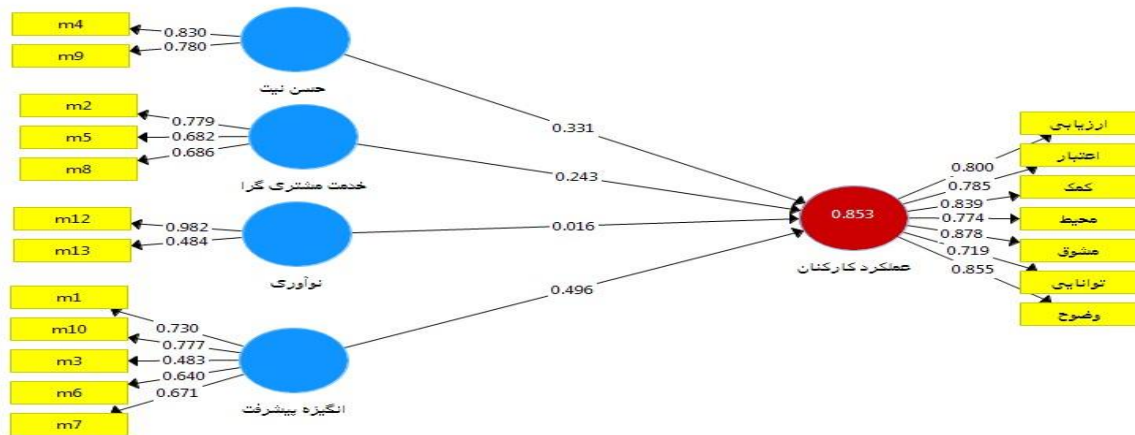 m4
m9
0.830
0.780
حسن نیت
m2
m5
m8
0.779
0.682
0.686
خدمت مشتری گرا
m12
m13
0.982
0.484
نوآوری
m1
m10
m3
m6
m7
0.730
0.777
0.483
0.640
0.671
انگیزه پیشرفت
0.331
0.243
0.016
0.496
0.853
عملکرد کارکنان
0.800
0.785
0.839
0.774
0.878
0.719
0.855
ارزیابی
اعتبار
کمک
محیط
مشوق
توانایی
وضوح